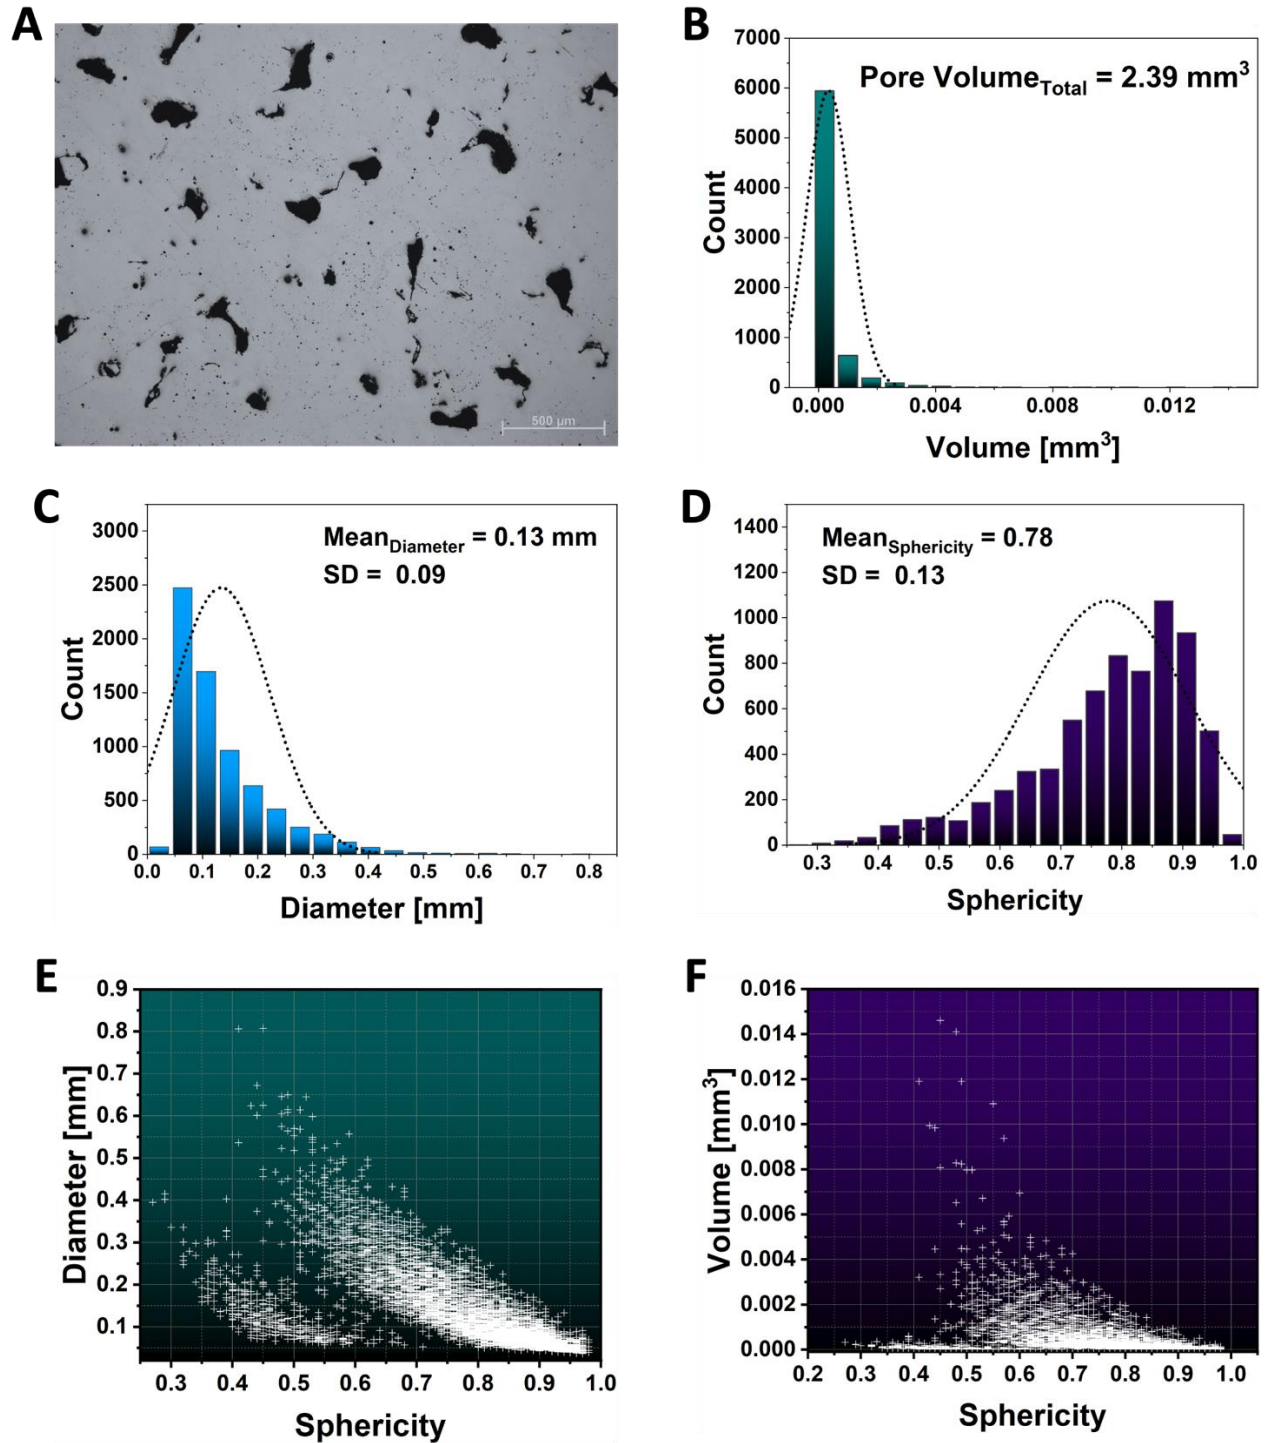 A
500 µm
B
7000
6000
5000
4000
3000
2000
1000
0
Count
Pore Volume_Total = 2.39 mm³
0.000 0.004 0.008 0.012
Volume [mm³]
C
3000
2500
2000
1500
1000
500
0
Count
Mean_Diameter = 0.13 mm
SD = 0.09
0.0 0.1 0.2 0.3 0.4 0.5 0.6 0.7 0.8
Diameter [mm]
D
1400
1200
1000
800
600
400
200
0
Count
Mean_Sphericity = 0.78
SD = 0.13
0.3 0.4 0.5 0.6 0.7 0.8 0.9 1.0
Sphericity
E
0.9
0.8
0.7
0.6
0.5
0.4
0.3
0.2
0.1
Diameter [mm]
0.3 0.4 0.5 0.6 0.7 0.8 0.9 1.0
Sphericity
F
0.016
0.014
0.012
0.010
0.008
0.006
0.004
0.002
0.000
Volume [mm³]
0.2 0.3 0.4 0.5 0.6 0.7 0.8 0.9 1.0
Sphericity